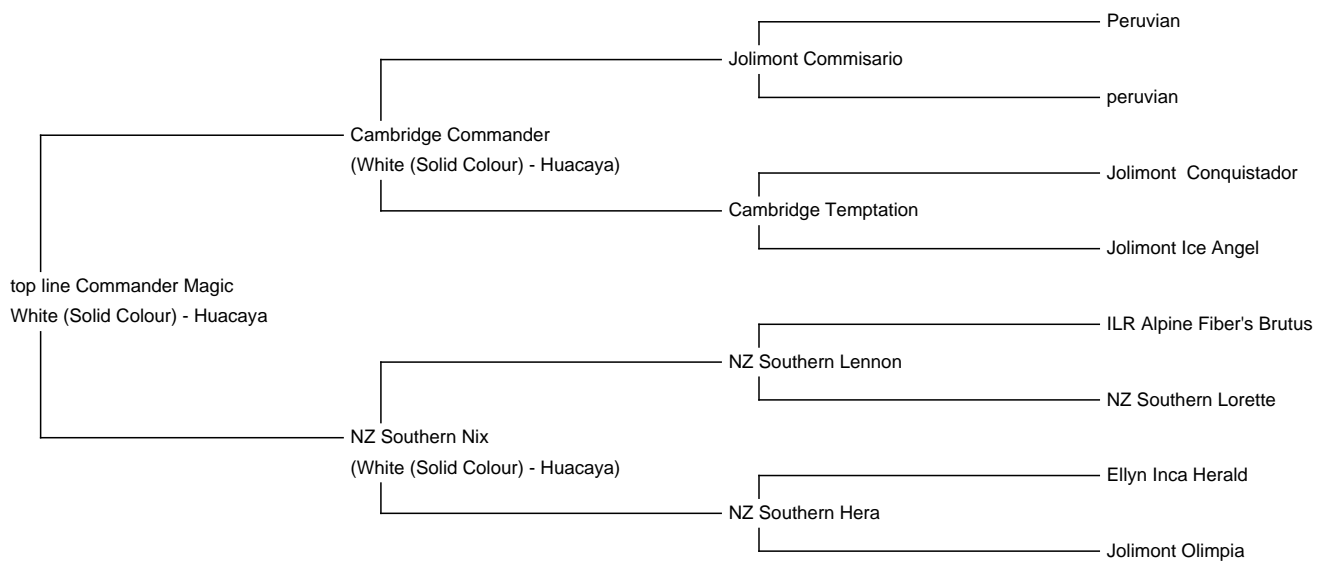 Peruvian
Jolimont Commisario
peruvian
Cambridge Commander
(White (Solid Colour) - Huacaya)
Jolimont  Conquistador
Cambridge Temptation
Jolimont Ice Angel
top line Commander Magic
White (Solid Colour) - Huacaya
ILR Alpine Fiber's Brutus
NZ Southern Lennon
NZ Southern Lorette
NZ Southern Nix
(White (Solid Colour) - Huacaya)
Ellyn Inca Herald
NZ Southern Hera
Jolimont Olimpia